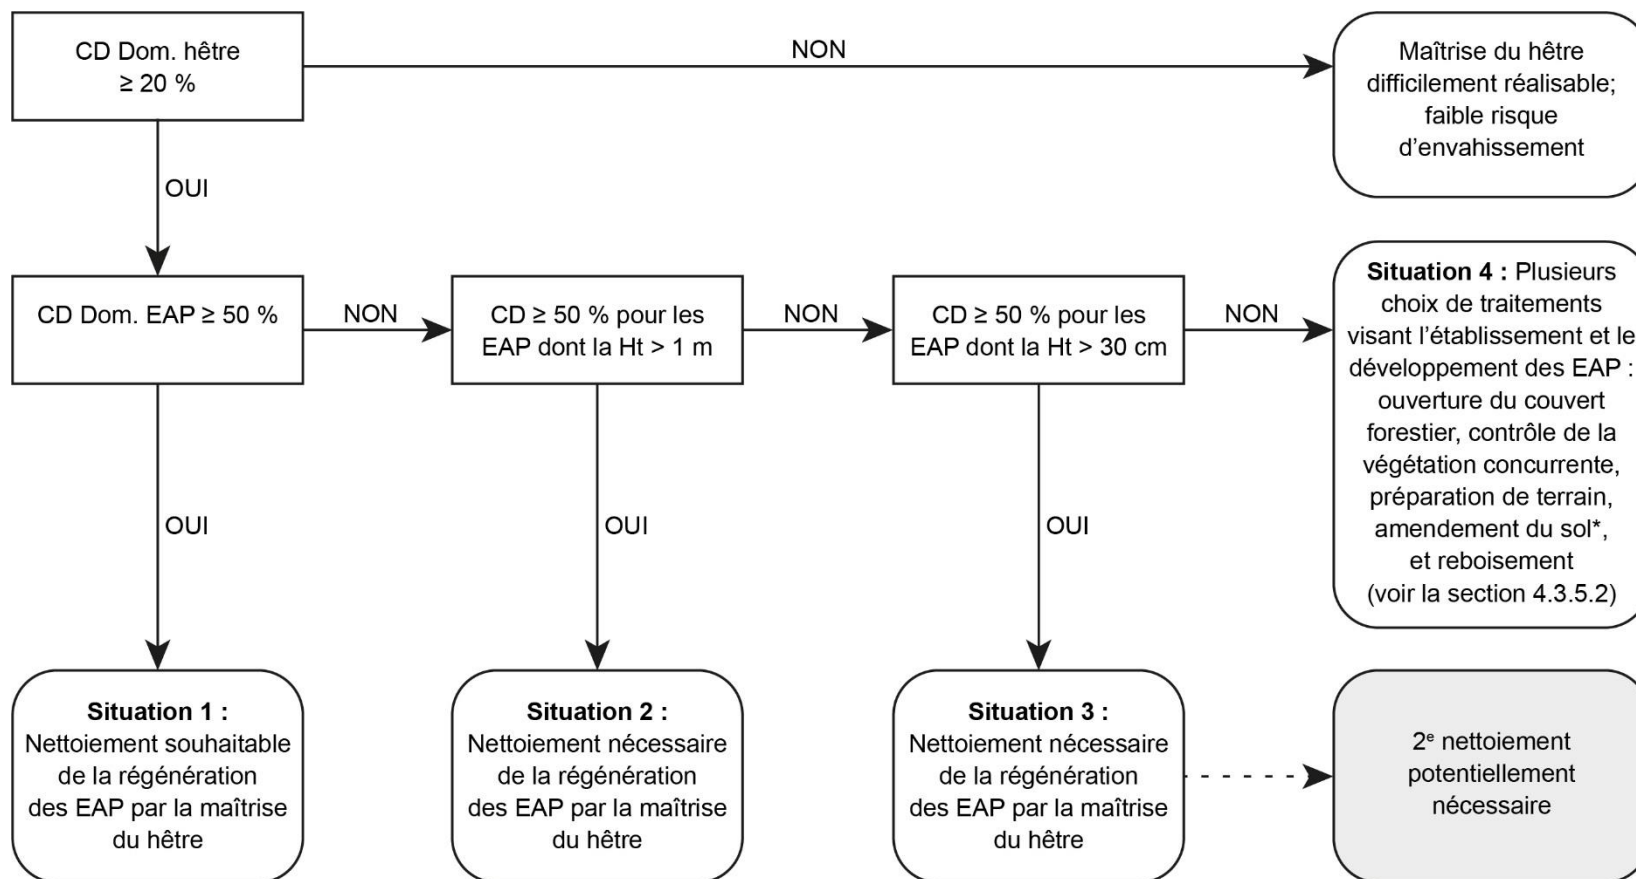 CD Dom. hêtre
≥ 20 %
NON
Maîtrise du hêtre
difficilement réalisable;
faible risque
d’envahissement
OUI
CD Dom. EAP ≥ 50 %
NON
CD ≥ 50 % pour les
EAP dont la Ht > 1 m
NON
CD ≥ 50 % pour les
EAP dont la Ht > 30 cm
NON
Situation 4 : Plusieurs
choix de traitements
visant l’établissement et le
développement des EAP :
ouverture du couvert
forestier, contrôle de la
végétation concurrente,
préparation de terrain,
amendement du sol*,
et reboisement
(voir la section 4.3.5.2)
OUI
OUI
OUI
Situation 1 :
Nettoiement souhaitable
de la régénération
des EAP par la maîtrise
du hêtre
Situation 2 :
Nettoiement nécessaire
de la régénération
des EAP par la maîtrise
du hêtre
Situation 3 :
Nettoiement nécessaire
de la régénération
des EAP par la maîtrise
du hêtre
2e nettoiement
potentiellement
nécessaire